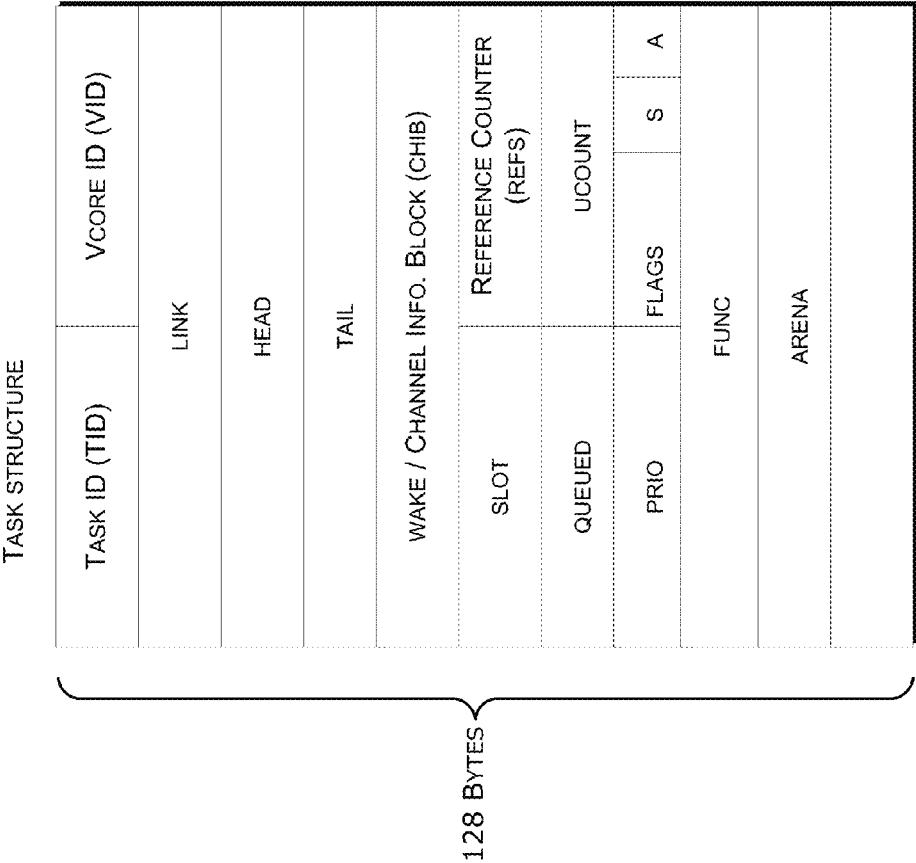 TASK STRUCTURE
TASK ID (TID)
VCORE ID (VID)
LINK
HEAD
TAIL
WAKE / CHANNEL INFO. BLOCK (CHIB)
SLOT
REFERENCE COUNTER
(REFS)
QUEUED
UCOUNT
PRIO
FLAGS
S
A
FUNC
ARENA
128 BYTES